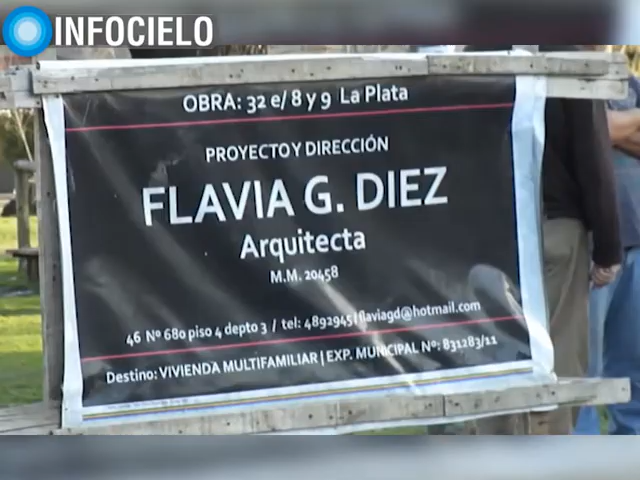 INFOCIELO
OBRA: 32 e/ 8 y 9 La Plata
PROYECTO Y DIRECCIÓN
FLAVIA G. DIEZ
Arquitecta
M.M. 20458
46 Nº 680 piso 4 depto 3 / tel: 4892945/flaviagd@hotmail.com
Destino: VIVIENDA MULTIFAMILIAR | EXP. MUNICIPAL Nº: 831283/11